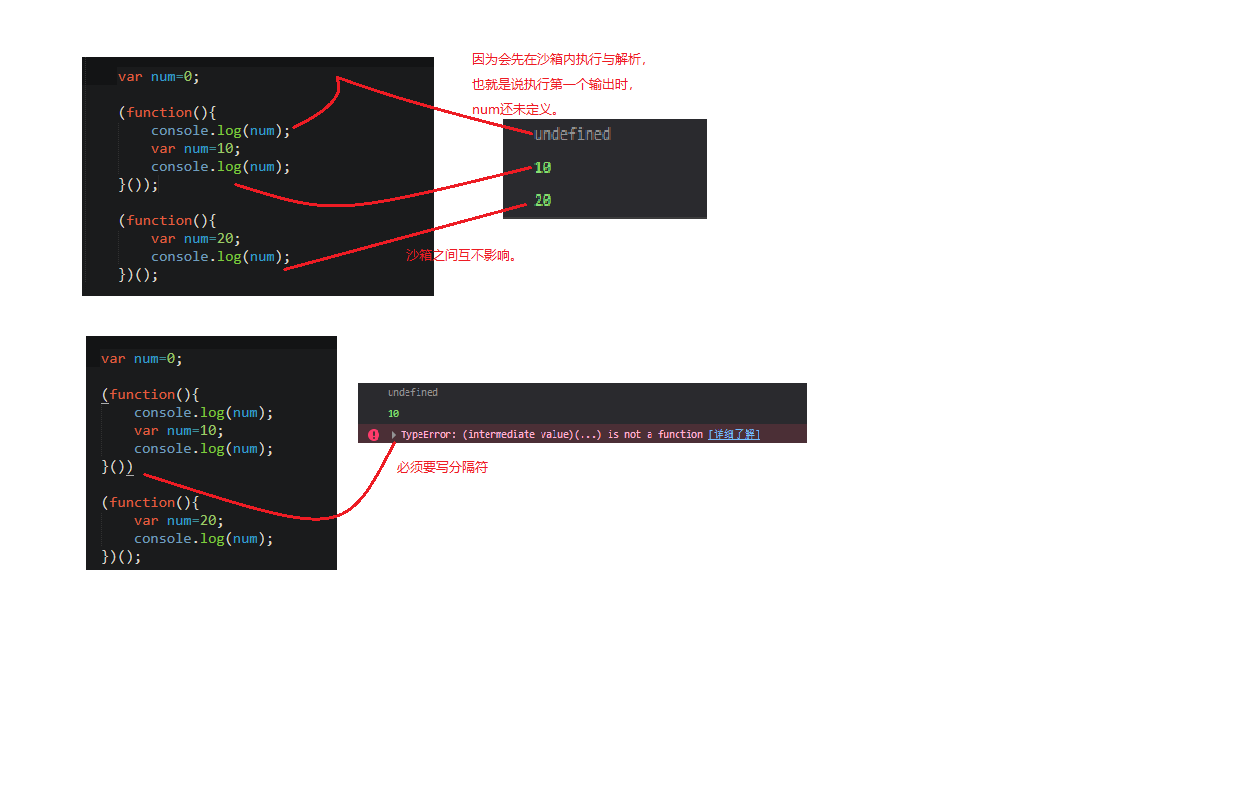 因为会先在沙箱内执行与解析，
也就是说执行第一个输出时，
num还未定义。
var num=0;
(function(){
console.log(num);
var num=10;
console.log(num);
}());
(function(){
var num=20;
console.log(num);
})();
undefined
10
20
沙箱之间互不影响。
var num=0;
(function(){
console.log(num);
var num=10;
console.log(num);
}())
(function(){
var num=20;
console.log(num);
})();
undefined
10
TypeError: (intermediate value)(...) is not a function [详细了解]
必须要写分隔符